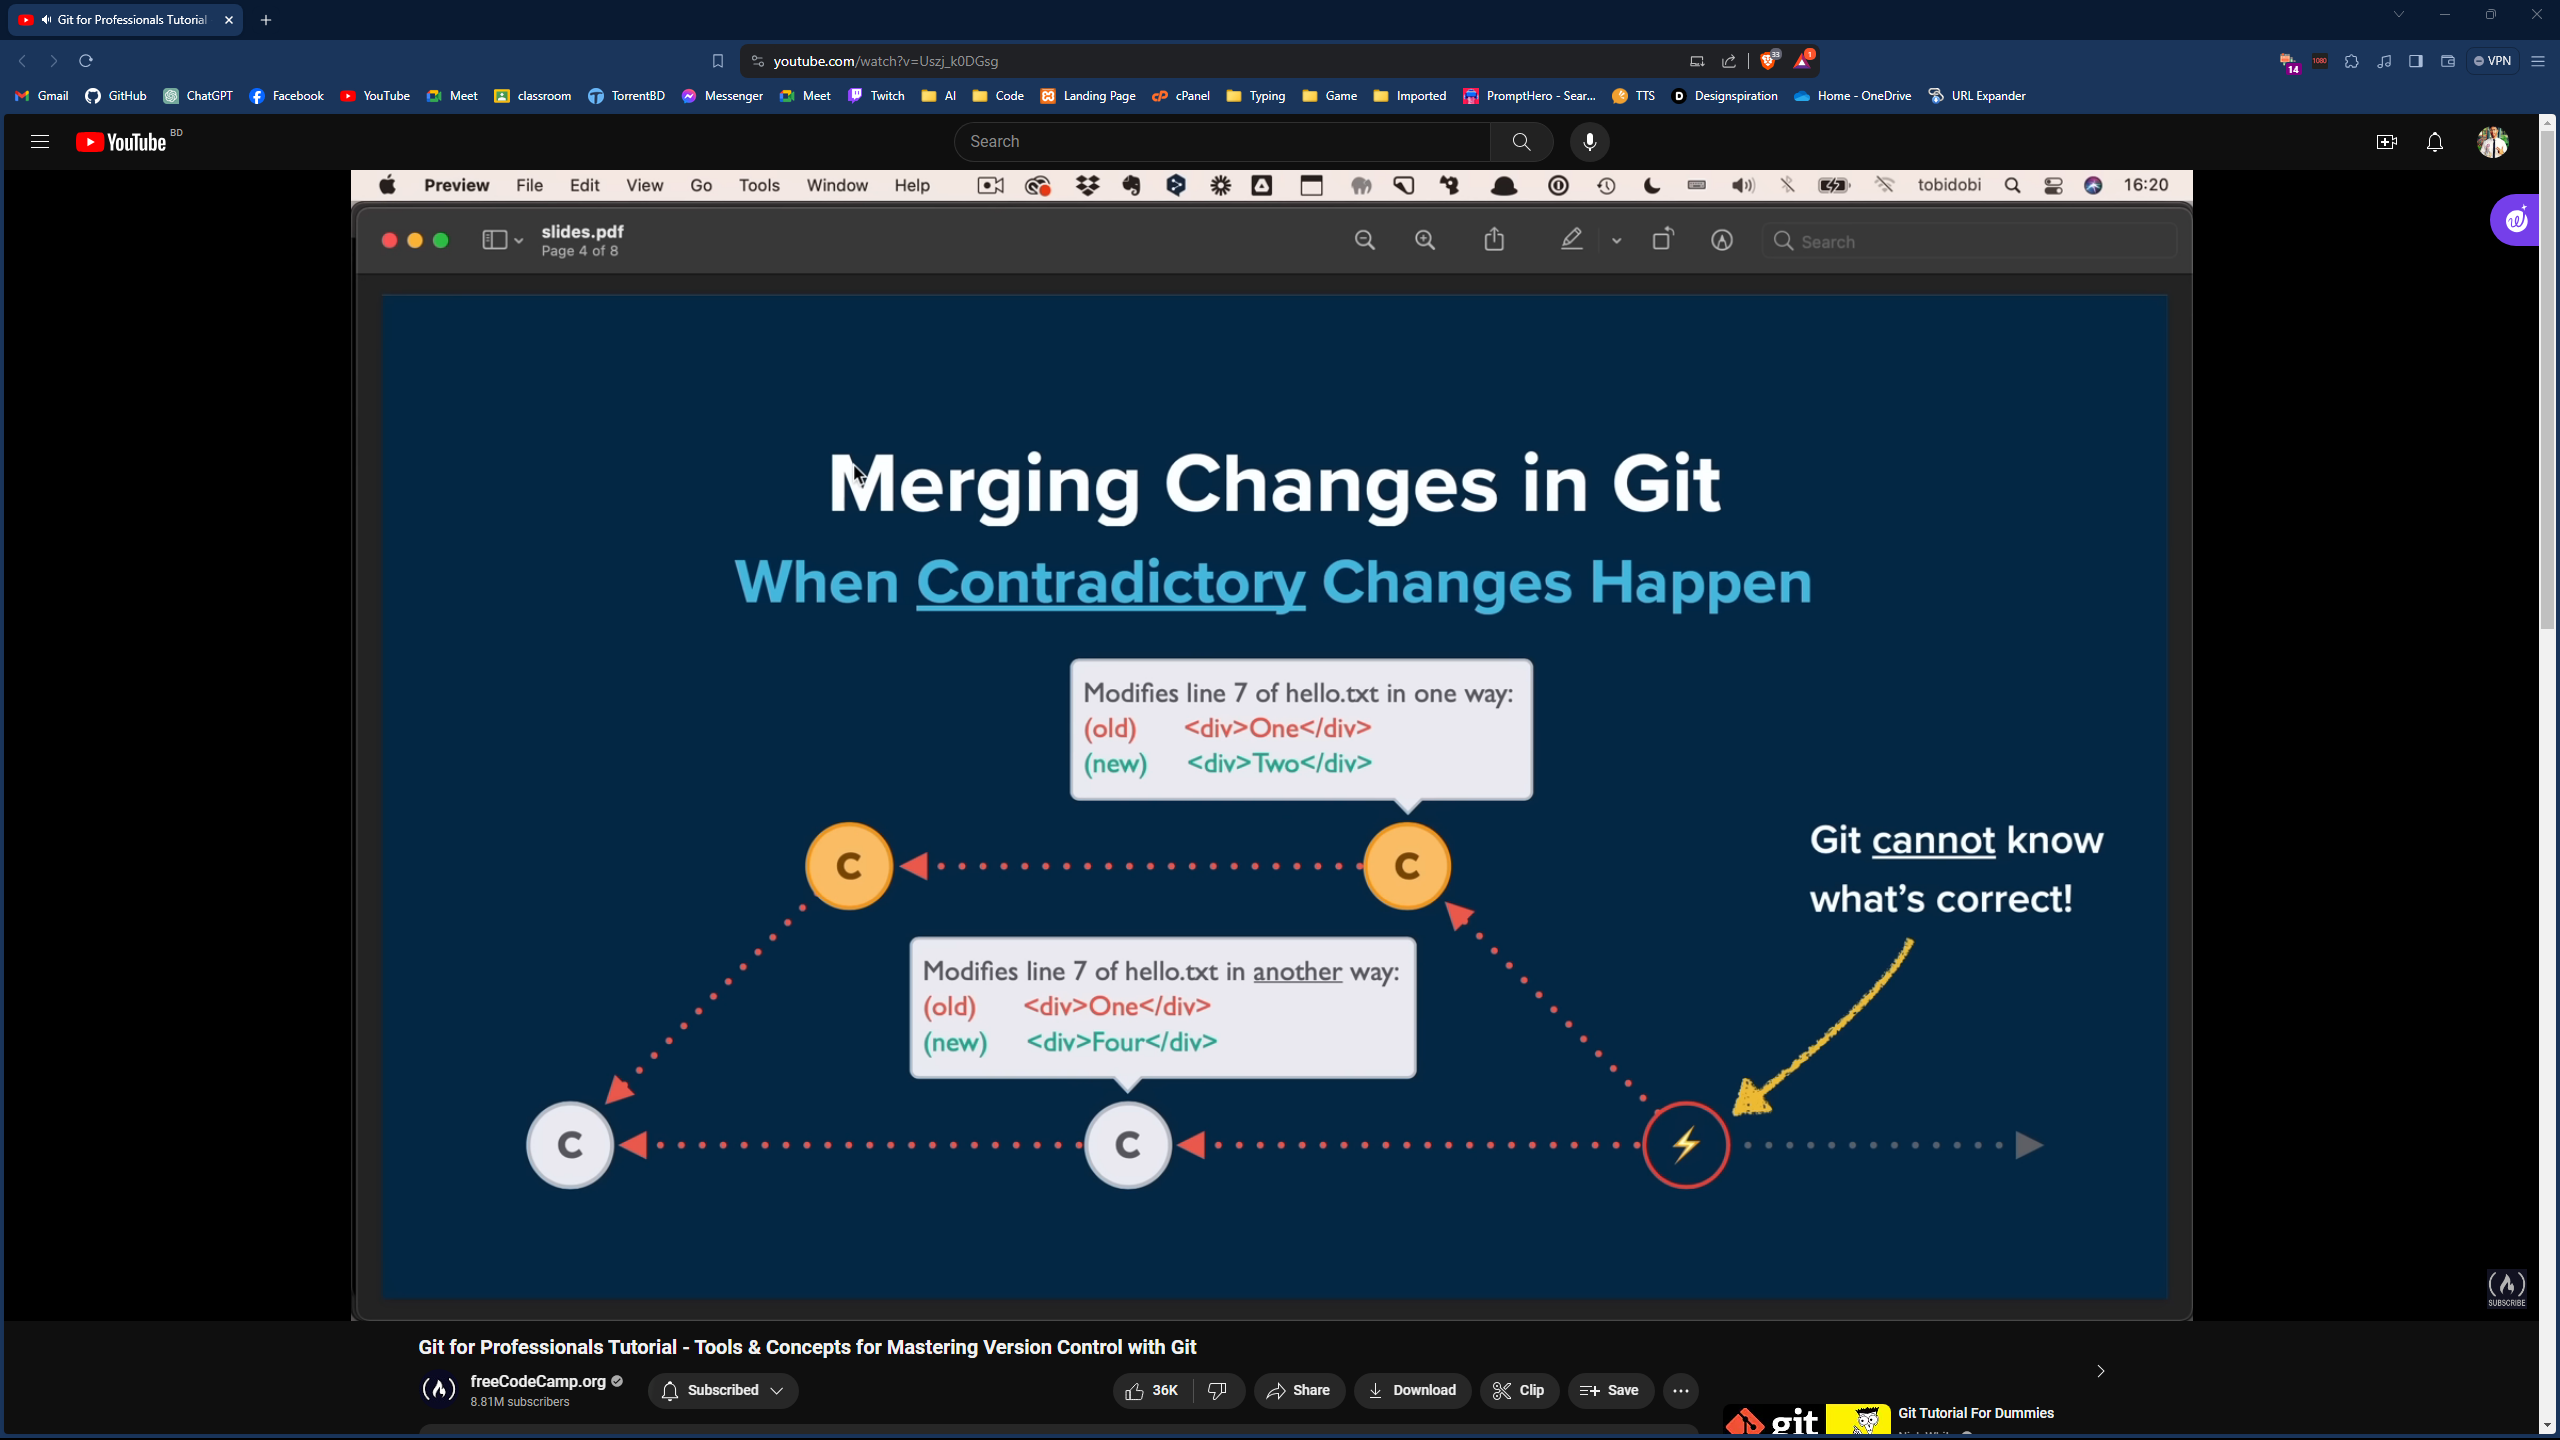 Git for Professionals Tutorial
youtube.com/watch?v=Uszj_k0DGsg
33
1
14
1080
VPN
Gmail GitHub ChatGPT Facebook YouTube Meet classroom TorrentBD Messenger Meet Twitch AI Code Landing Page cPanel Typing Game Imported PromptHero - Sear... TTS Designspiration Home - OneDrive URL Expander
YouTube BD
Search
Preview File Edit View Go Tools Window Help tobidobi 16:20
slides.pdf
Page 4 of 8
Search
Merging Changes in Git
When Contradictory Changes Happen
Modifies line 7 of hello.txt in one way:
(old) <div>One</div>
(new) <div>Two</div>
Git cannot know
what's correct!
C
C
Modifies line 7 of hello.txt in another way:
(old) <div>One</div>
(new) <div>Four</div>
C
C
SUBSCRIBE
Git for Professionals Tutorial - Tools & Concepts for Mastering Version Control with Git
freeCodeCamp.org
8.81M subscribers
Subscribed
36K
Share
Download
Clip
Save
git
Git Tutorial For Dummies